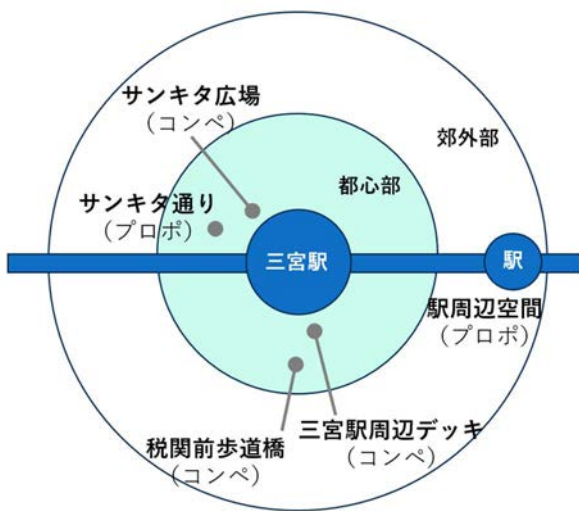 サンキタ広場
(コンペ)
郊外部
都心部
サンキタ通り
(プロポ)
三宮駅
駅
駅周辺空間
(プロポ)
三宮駅周辺デッキ
(コンペ)
税関前歩道橋
(コンペ)